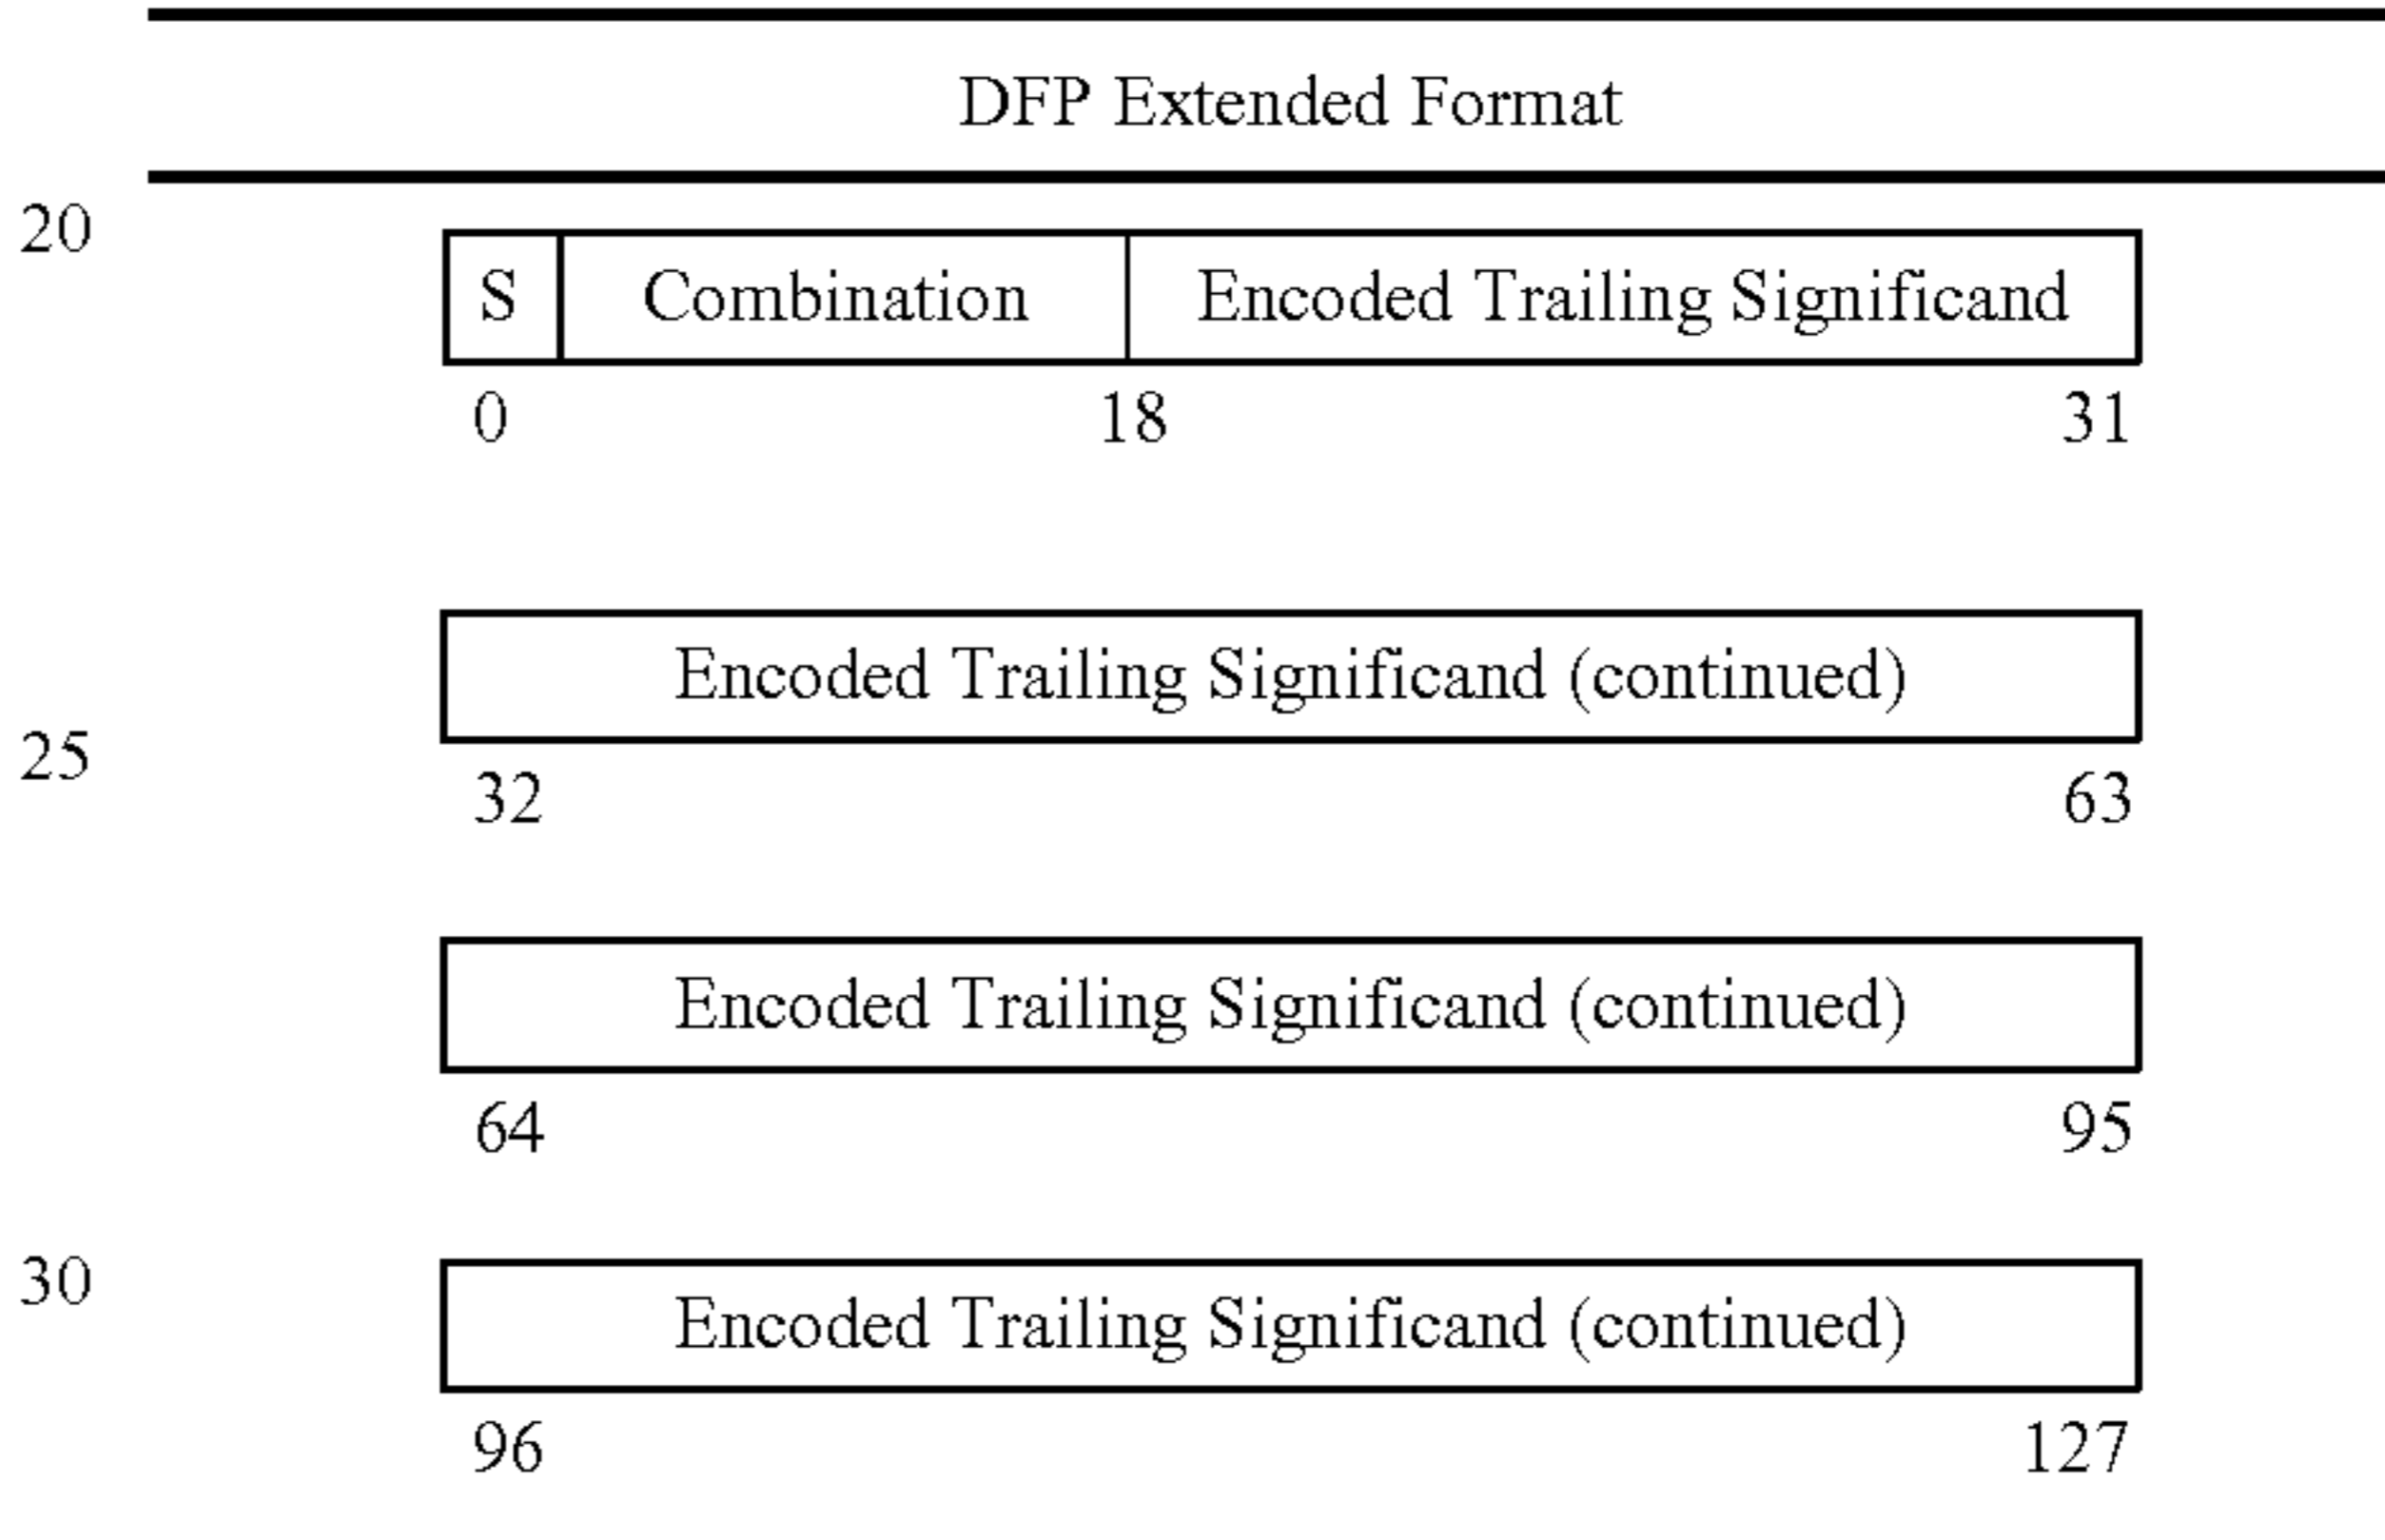 DFP Extended Format
20
S Combination Encoded Trailing Significand
0 18 31
Encoded Trailing Significand (continued)
25
32 63
Encoded Trailing Significand (continued)
64 95
30
Encoded Trailing Significand (continued)
96 127